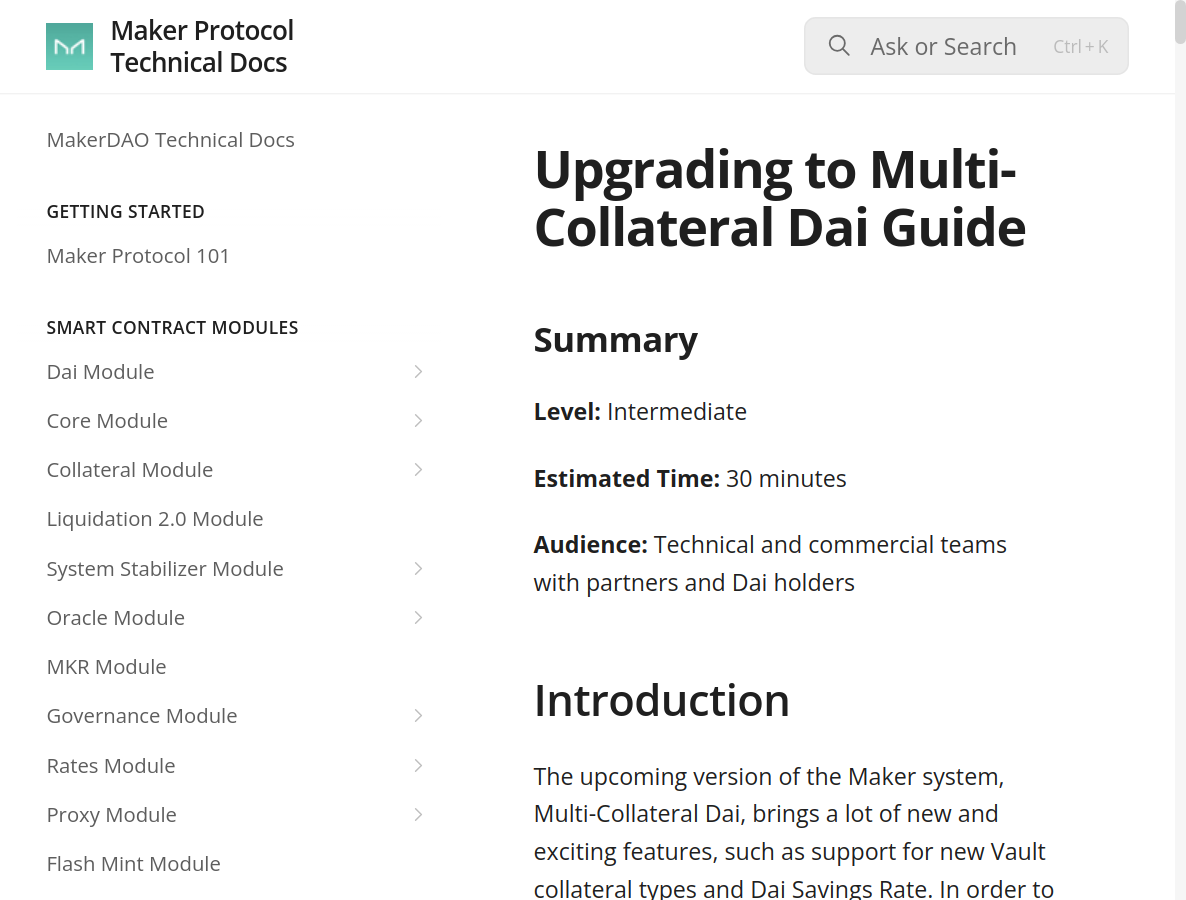 Maker Protocol
Technical Docs
Ask or Search
Ctrl + K
MakerDAO Technical Docs
GETTING STARTED
Maker Protocol 101
SMART CONTRACT MODULES
Dai Module
Core Module
Collateral Module
Liquidation 2.0 Module
System Stabilizer Module
Oracle Module
MKR Module
Governance Module
Rates Module
Proxy Module
Flash Mint Module
Upgrading to Multi-
Collateral Dai Guide
Summary
Level: Intermediate
Estimated Time: 30 minutes
Audience: Technical and commercial teams
with partners and Dai holders
Introduction
The upcoming version of the Maker system,
Multi-Collateral Dai, brings a lot of new and
exciting features, such as support for new Vault
collateral types and Dai Savings Rate. In order to